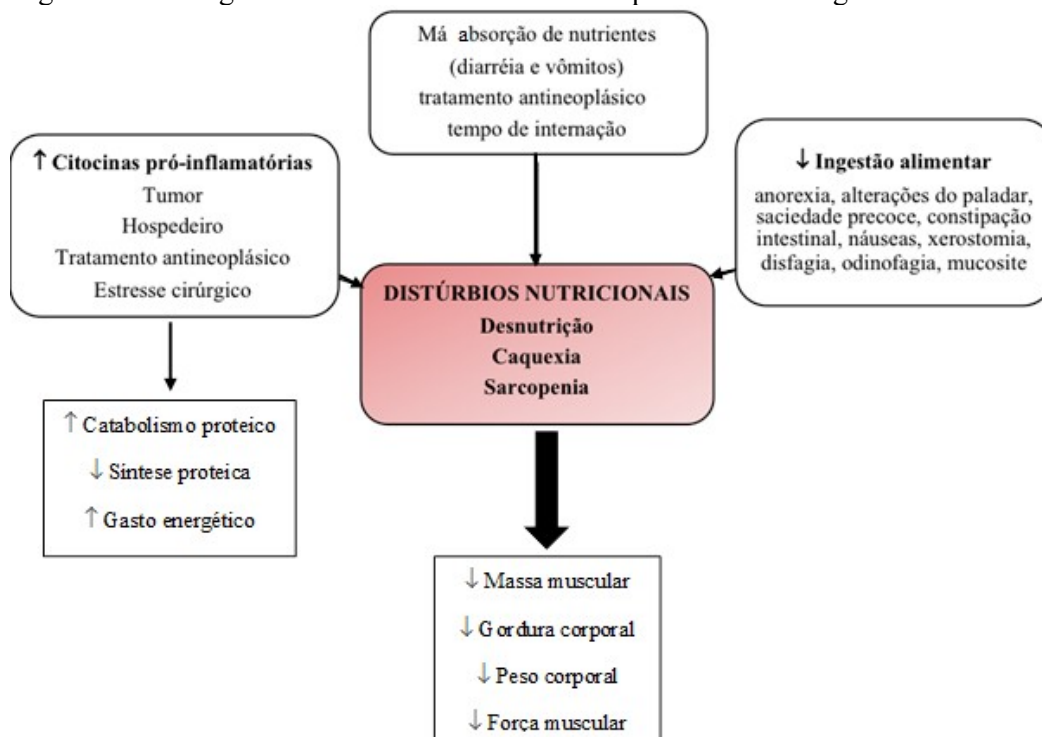 Má absorção de nutrientes
(diarréia e vômitos)
tratamento antineoplásico
tempo de internação
↑ Citocinas pró-inflamatórias
Tumor
Hospedeiro
Tratamento antineoplásico
Estresse cirúrgico
↓ Ingestão alimentar
anorexia, alterações do paladar,
saciedade precoce, constipação
intestinal, náuseas, xerostomia,
disfagia, odinofagia, mucosite
DISTÚRBIOS NUTRICIONAIS
Desnutrição
Caquexia
Sarcopenia
↑ Catabolismo proteico
↓ Síntese proteica
↑ Gasto energético
↓ Massa muscular
↓ Gordura corporal
↓ Peso corporal
↓ Força muscular